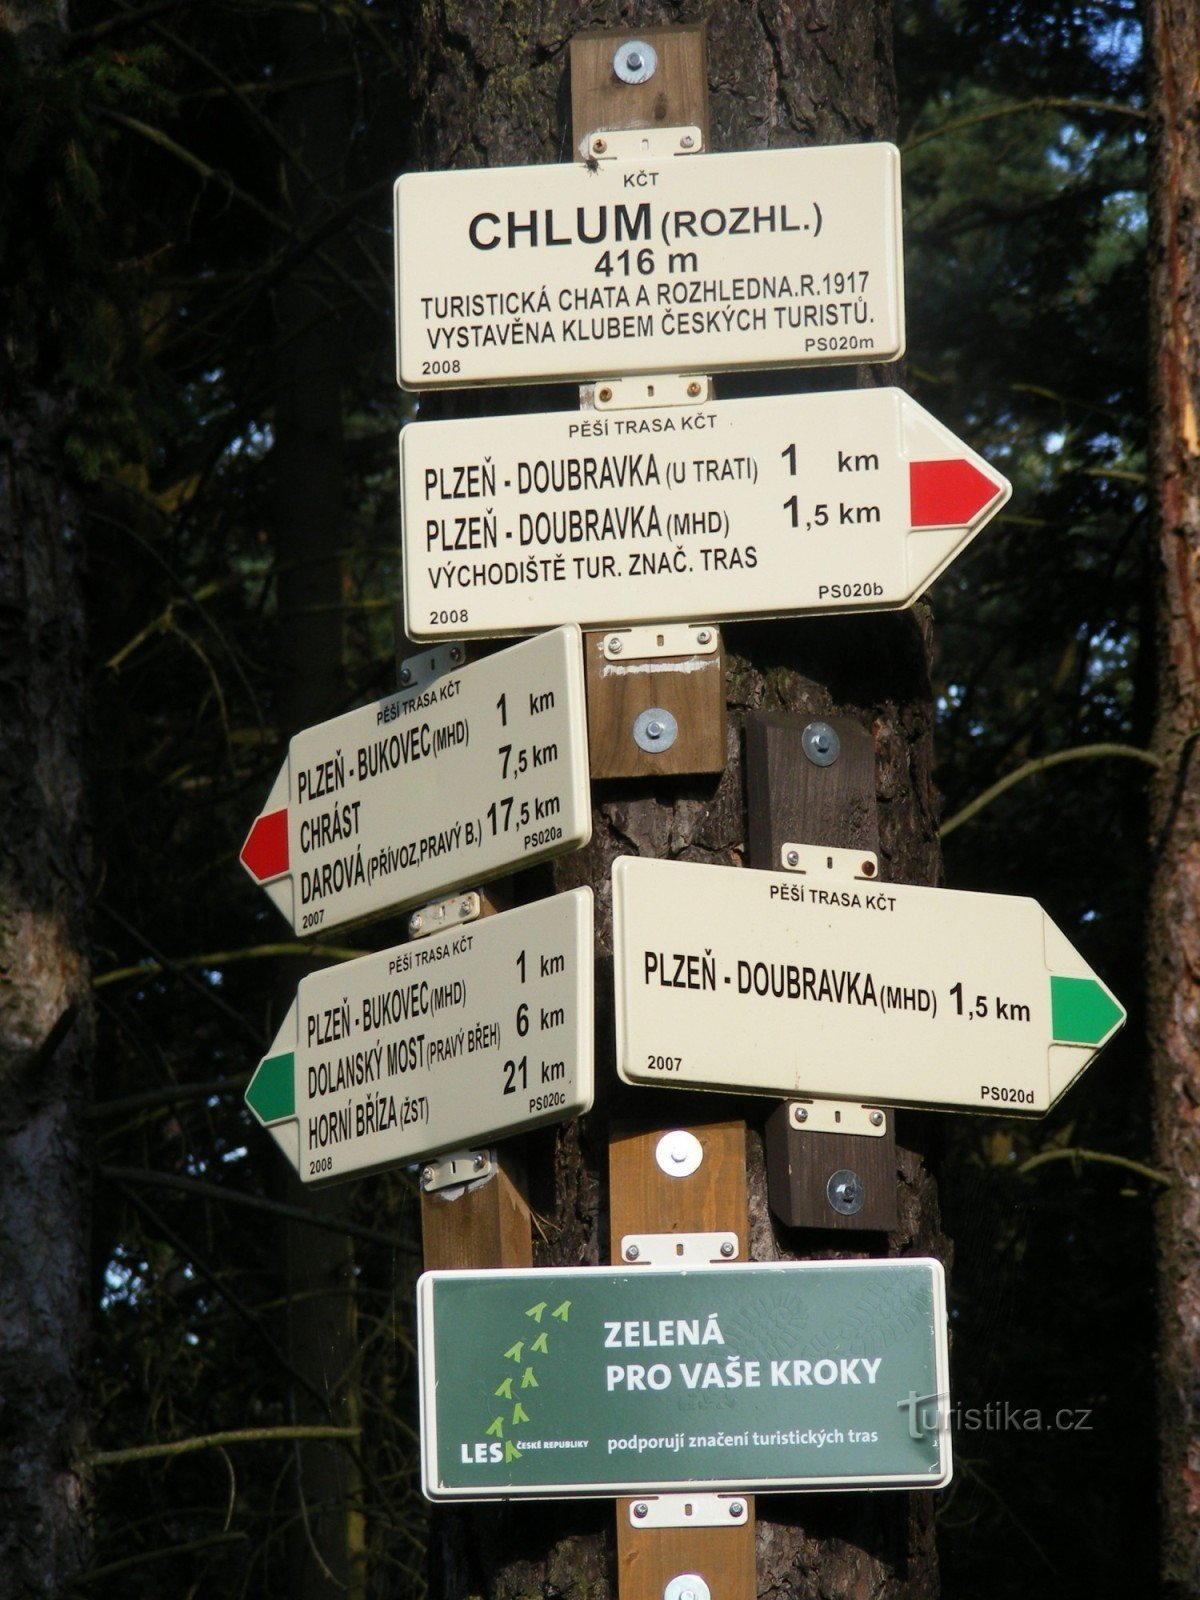 KČT
CHLUM (ROZHL.)
416 m
TURISTICKÁ CHATA A ROZHLEDNA.R.1917
VYSTAVĚNA KLUBEM ČESKÝCH TURISTŮ.
2008 PS020m
PĚŠÍ TRASA KČT
PLZEŇ - DOUBRAVKA (U TRATI) 1 km
PLZEŇ - DOUBRAVKA (MHD) 1,5 km
VÝCHODIŠTĚ TUR. ZNAČ. TRAS
2008 PS020b
PĚŠÍ TRASA KČT
PLZEŇ - BUKOVEC (MHD) 1 km
CHRÁST 7,5 km
DAROVÁ (PŘÍVOZ,PRAVÝ B.) 17,5 km
2007 PS020a
PĚŠÍ TRASA KČT
PLZEŇ - BUKOVEC (MHD) 1 km
DOLANSKÝ MOST (PRAVÝ BŘEH) 6 km
HORNÍ BŘÍZA (ŽST) 21 km
2008 PS020c
PĚŠÍ TRASA KČT
PLZEŇ - DOUBRAVKA (MHD) 1,5 km
2007 PS020d
ZELENÁ
PRO VAŠE KROKY
LESY ČESKÉ REPUBLIKY
podporují značení turistických tras
Turistika.cz